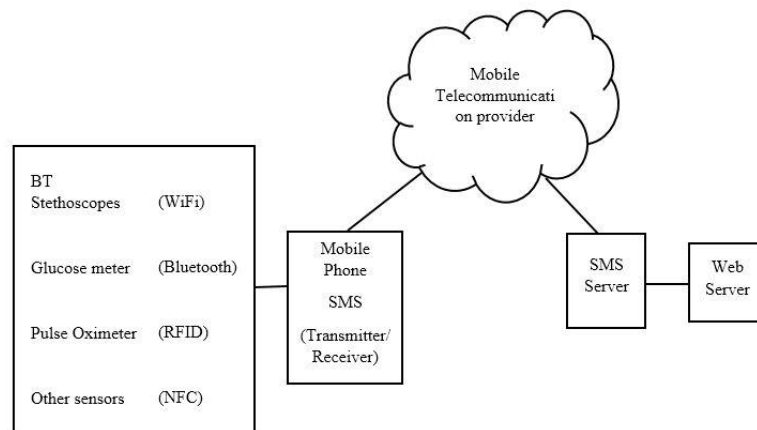 Mobile
Telecommunicati
on provider
BT
Stethoscopes (WiFi)
Glucose meter (Bluetooth)
Pulse Oximeter (RFID)
Other sensors (NFC)
Mobile
Phone
SMS
(Transmitter/
Receiver)
SMS
Server
Web
Server